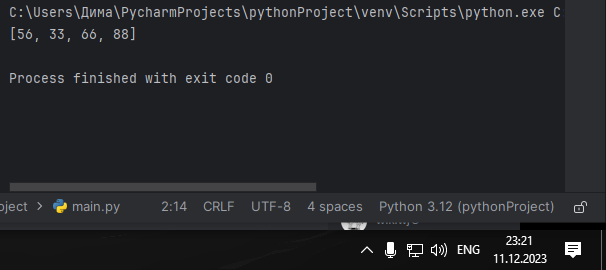 C:\Users\Дима\PycharmProjects\pythonProject\venv\Scripts\python.exe C
[56, 33, 66, 88]
Process finished with exit code 0
oject > main.py 2:14 CRLF UTF-8 4 spaces Python 3.12 (pythonProject)
ENG 23:21
11.12.2023